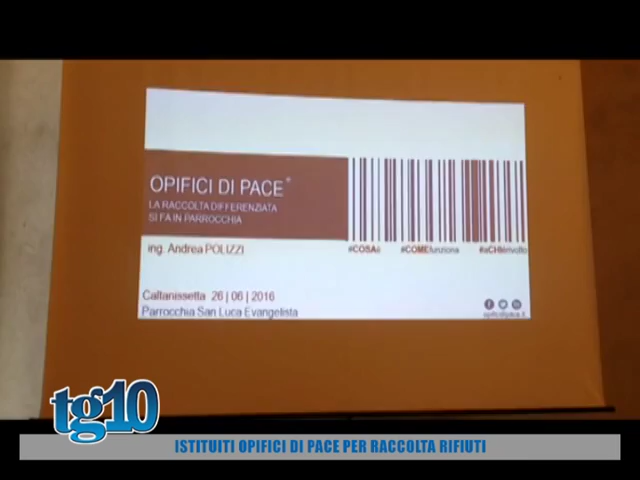 OPIFICI DI PACE®
LA RACCOLTA DIFFERENZIATA
SI FA IN PARROCCHIA
#COSAè #COMEfunziona #aCHIèrivolto
ing. Andrea POLIZZI
Caltanissetta 26 | 06 | 2016
Parrocchia San Luca Evangelista
opificidipace.it
tg10
ISTITUITI OPIFICI DI PACE PER RACCOLTA RIFIUTI